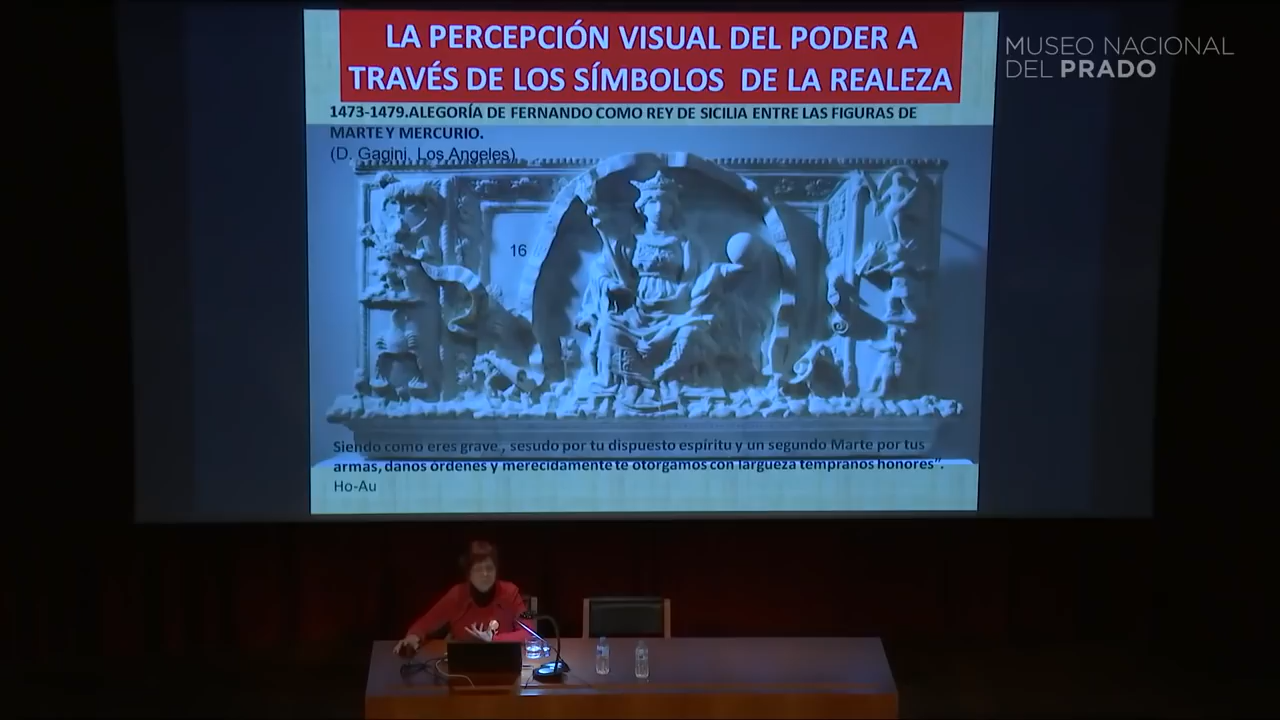 LA PERCEPCIÓN VISUAL DEL PODER A
TRAVÉS DE LOS SÍMBOLOS DE LA REALEZA
MUSEO NACIONAL
DEL PRADO
1473-1479.ALEGORÍA DE FERNANDO COMO REY DE SICILIA ENTRE LAS FIGURAS DE
MARTE Y MERCURIO.
(D. Gagini, Los Angeles)
16
Siendo como eres grave , sesudo por tu dispuesto espíritu y un segundo Marte por tus
armas, danos órdenes y merecidamente te otorgamos con largueza tempranos honores”.
Ho-Au